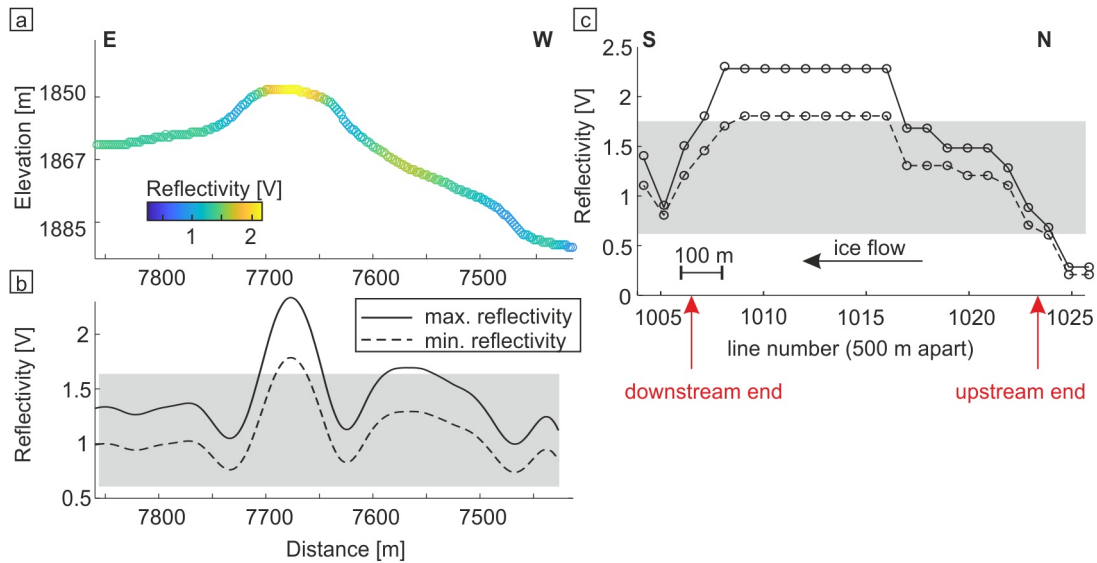 a
E
W
Elevation [m]
1850
1867
1885
Reflectivity [V]
1
2
7800
7700
7600
7500
b
max. reflectivity
min. reflectivity
Reflectivity [V]
2
1.5
1
0.5
7800
7700
7600
7500
Distance [m]
c
S
N
Reflectivity [V]
2.5
2
1.5
1
0.5
0
100 m
ice flow
1005
1010
1015
1020
1025
line number (500 m apart)
downstream end
upstream end